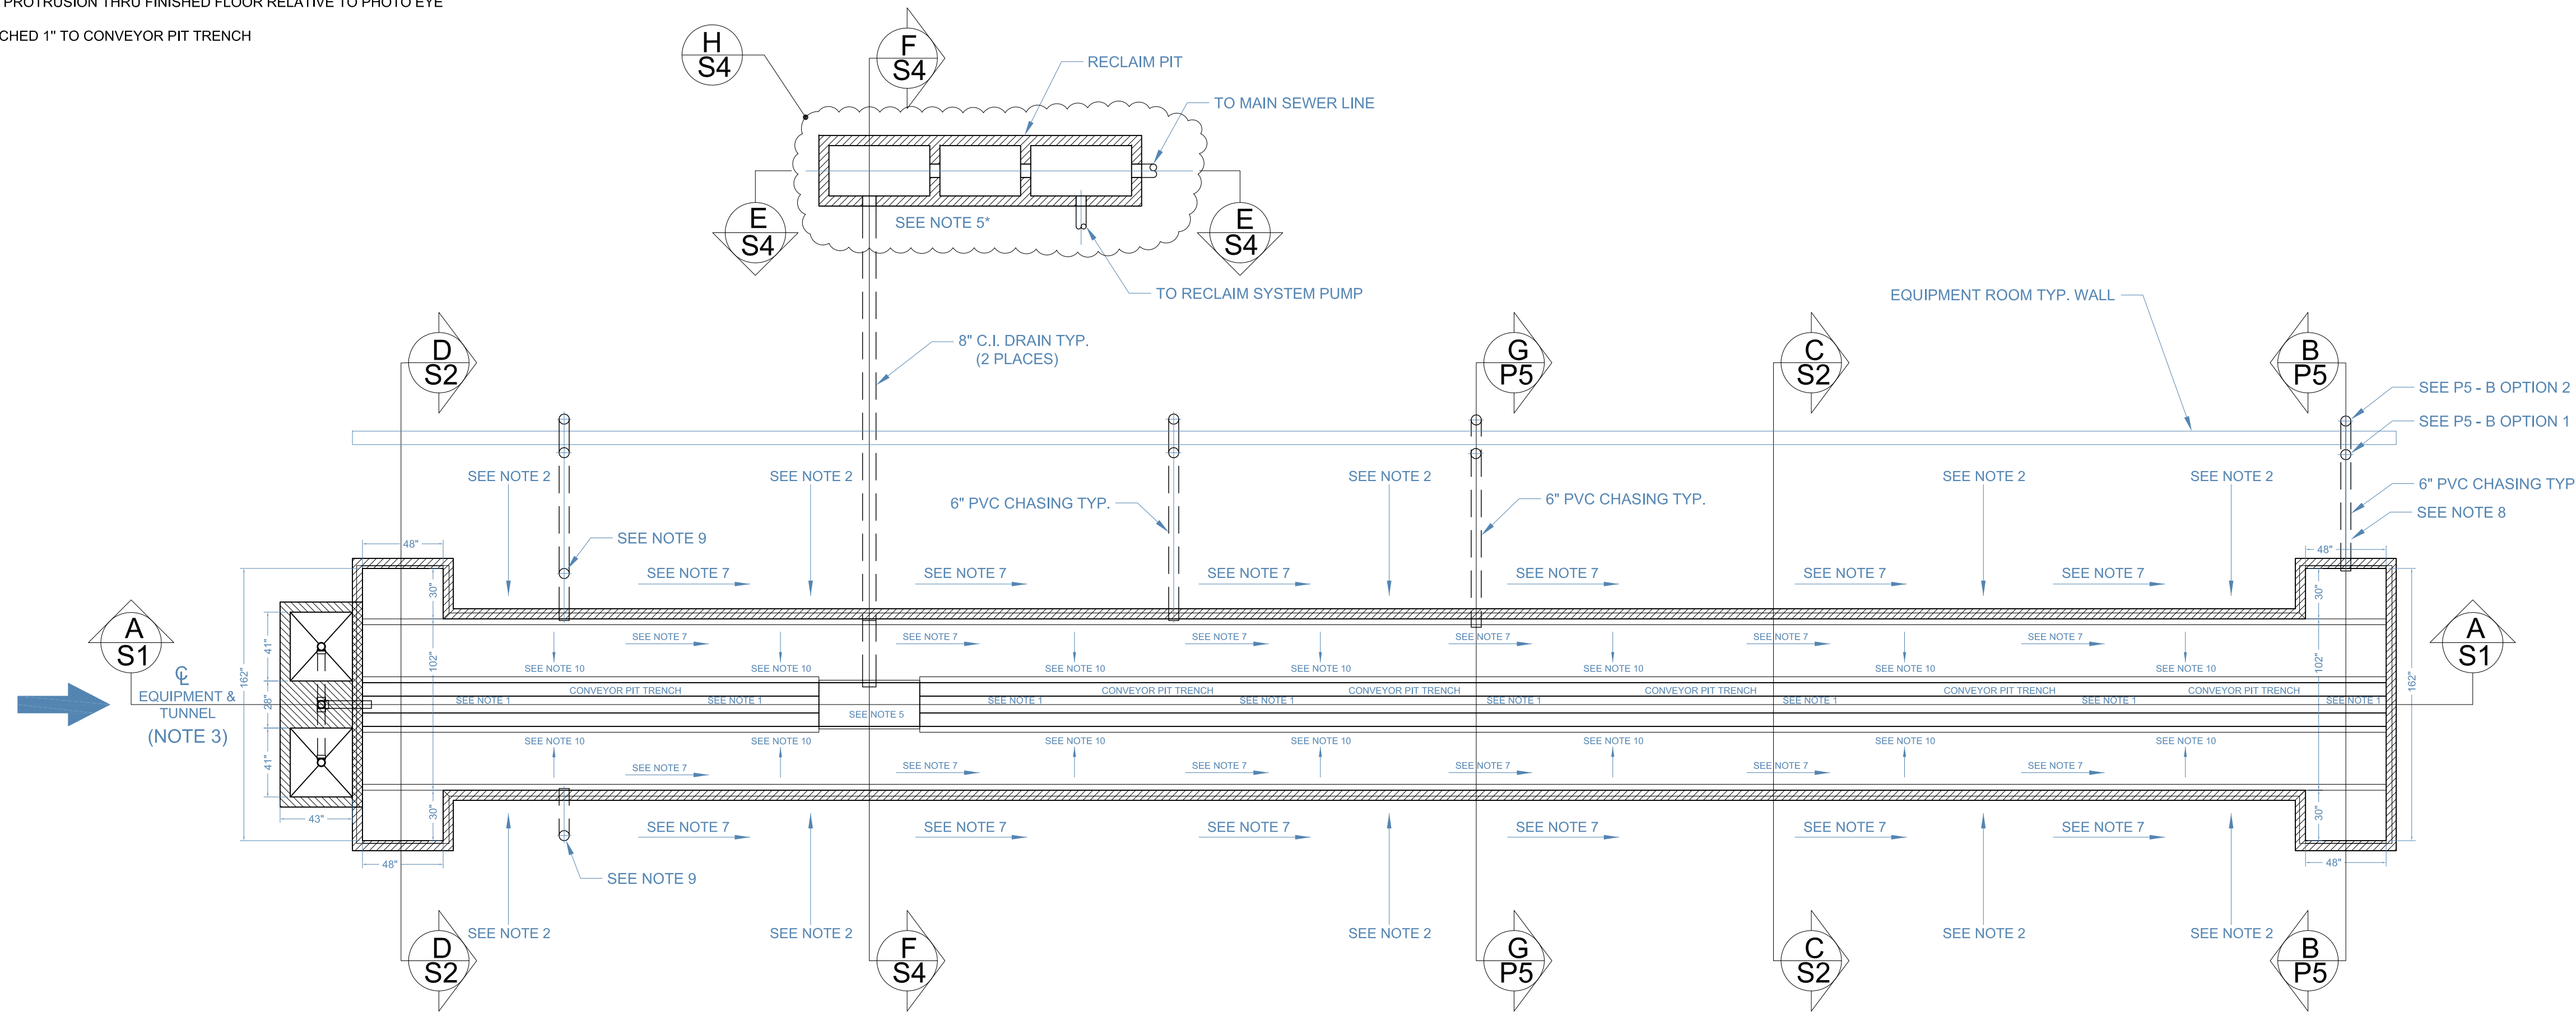 PROTRUSION THRU FINISHED FLOOR RELATIVE TO PHOTO EYE
CHED 1" TO CONVEYOR PIT TRENCH
H
S4
F
S4
RECLAIM PIT
TO MAIN SEWER LINE
E
S4
SEE NOTE 5*
E
S4
TO RECLAIM SYSTEM PUMP
EQUIPMENT ROOM TYP. WALL
D
S2
8" C.I. DRAIN TYP.
(2 PLACES)
G
P5
C
S2
B
P5
SEE P5 - B OPTION 2
SEE P5 - B OPTION 1
SEE NOTE 2
SEE NOTE 2
SEE NOTE 2
SEE NOTE 2
SEE NOTE 2
6" PVC CHASING TYP.
6" PVC CHASING TYP.
6" PVC CHASING TYP
SEE NOTE 8
SEE NOTE 9
48"
48"
SEE NOTE 7
SEE NOTE 7
SEE NOTE 7
SEE NOTE 7
SEE NOTE 7
SEE NOTE 7
30"
30"
A
S1
A
S1
SEE NOTE 7
SEE NOTE 7
SEE NOTE 7
SEE NOTE 7
SEE NOTE 7
SEE NOTE 7
41"
162"
102"
102"
162"
SEE NOTE 10
SEE NOTE 10
SEE NOTE 10
SEE NOTE 10
SEE NOTE 10
SEE NOTE 10
SEE NOTE 10
℄
EQUIPMENT &
TUNNEL
(NOTE 3)
28"
CONVEYOR PIT TRENCH
CONVEYOR PIT TRENCH
CONVEYOR PIT TRENCH
CONVEYOR PIT TRENCH
CONVEYOR PIT TRENCH
CONVEYOR PIT TRENCH
SEE NOTE 1
SEE NOTE 1
SEE NOTE 1
SEE NOTE 1
SEE NOTE 1
SEE NOTE 1
SEE NOTE 1
SEE NOTE 1
SEE NOTE 5
SEE NOTE 10
SEE NOTE 10
SEE NOTE 10
SEE NOTE 10
SEE NOTE 10
SEE NOTE 10
SEE NOTE 10
41"
SEE NOTE 7
SEE NOTE 7
SEE NOTE 7
SEE NOTE 7
SEE NOTE 7
SEE NOTE 7
30"
30"
43"
SEE NOTE 7
SEE NOTE 7
SEE NOTE 7
SEE NOTE 7
SEE NOTE 7
SEE NOTE 7
48"
48"
SEE NOTE 9
SEE NOTE 2
SEE NOTE 2
SEE NOTE 2
SEE NOTE 2
SEE NOTE 2
D
S2
F
S4
G
P5
C
S2
B
P5